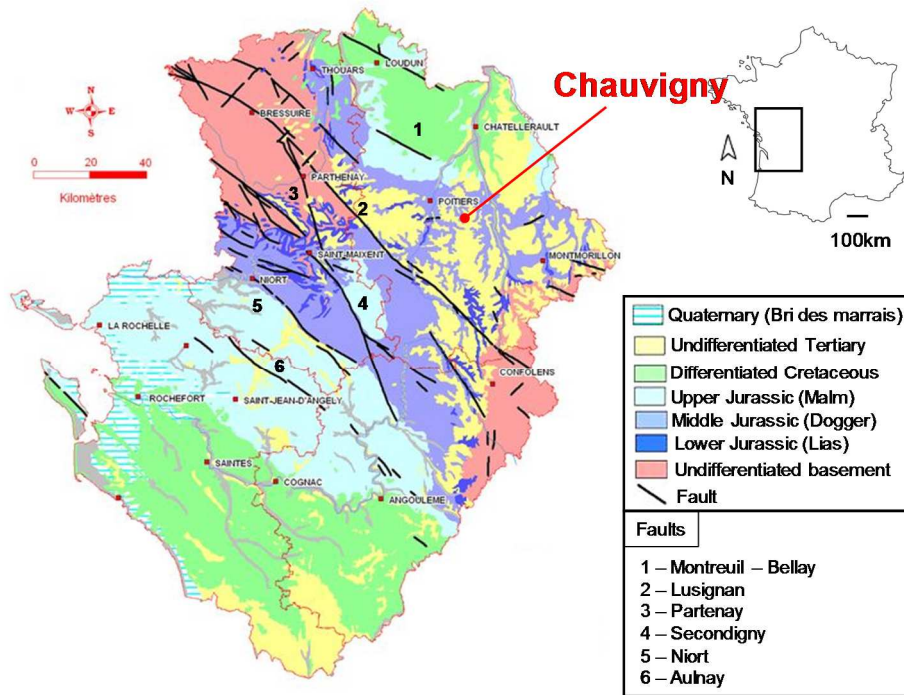 LOUDUN
THOUARS
Chauvigny
N
W E
S
BRESSUIRE
1
CHATELLERAULT
0 20 40
Kilomètres
PARTHENAY
3
2
POITIERS
N
100km
SAINT-MAIXENT
MONTMORILLON
NIORT
5
4
LA ROCHELLE
6
CONFOLENS
ROCHEFORT
SAINT-JEAN-D'ANGELY
SAINTES
COGNAC
ANGOULEME
Quaternary (Bri des marrais)
Undifferentiated Tertiary
Differentiated Cretaceous
Upper Jurassic (Malm)
Middle Jurassic (Dogger)
Lower Jurassic (Lias)
Undifferentiated basement
Fault
Faults
1 – Montreuil – Bellay
2 – Lusignan
3 – Partenay
4 – Secondigny
5 – Niort
6 – Aulnay